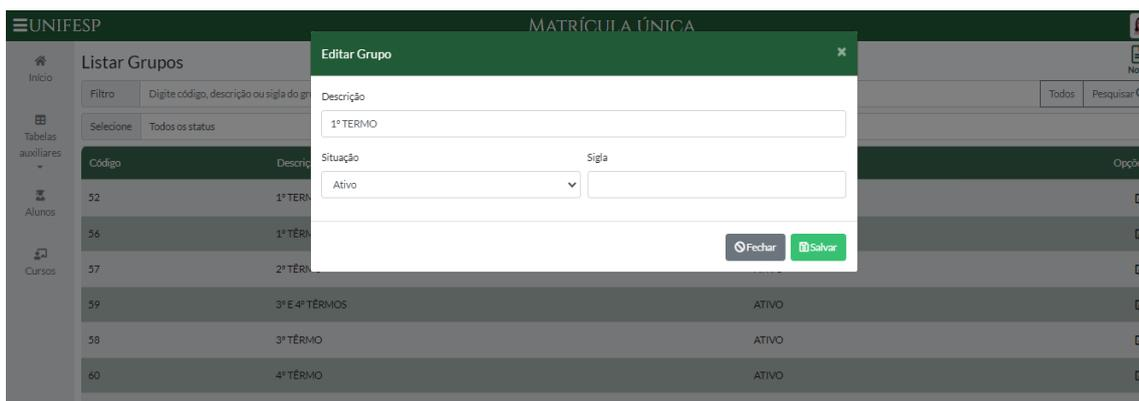 UNIFESP
MATRÍCULA ÚNICA
Início
Tabelas
auxiliares
Alunos
Cursos
Listar Grupos
Filtro Digite código, descrição ou sigla do gr Todos Pesquisar
Selecione Todos os status
Código Descriç Opçõ
52 1º TERM
56 1º TÊRM
57 2º TÊRM
59 3º E 4º TÊRMOS ATIVO
58 3º TÊRMO ATIVO
60 4º TÊRMO ATIVO
Editar Grupo ×
Descrição
1º TERMO
Situação Sigla
Ativo
Fechar Salvar